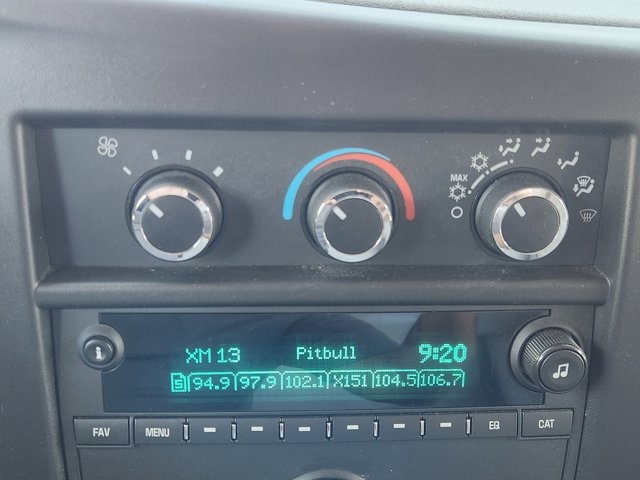 MAX
XM 13 Pitbull 9:20
5 94.9 97.9 102.1 X151 104.5 106.7
FAV MENU EQ CAT